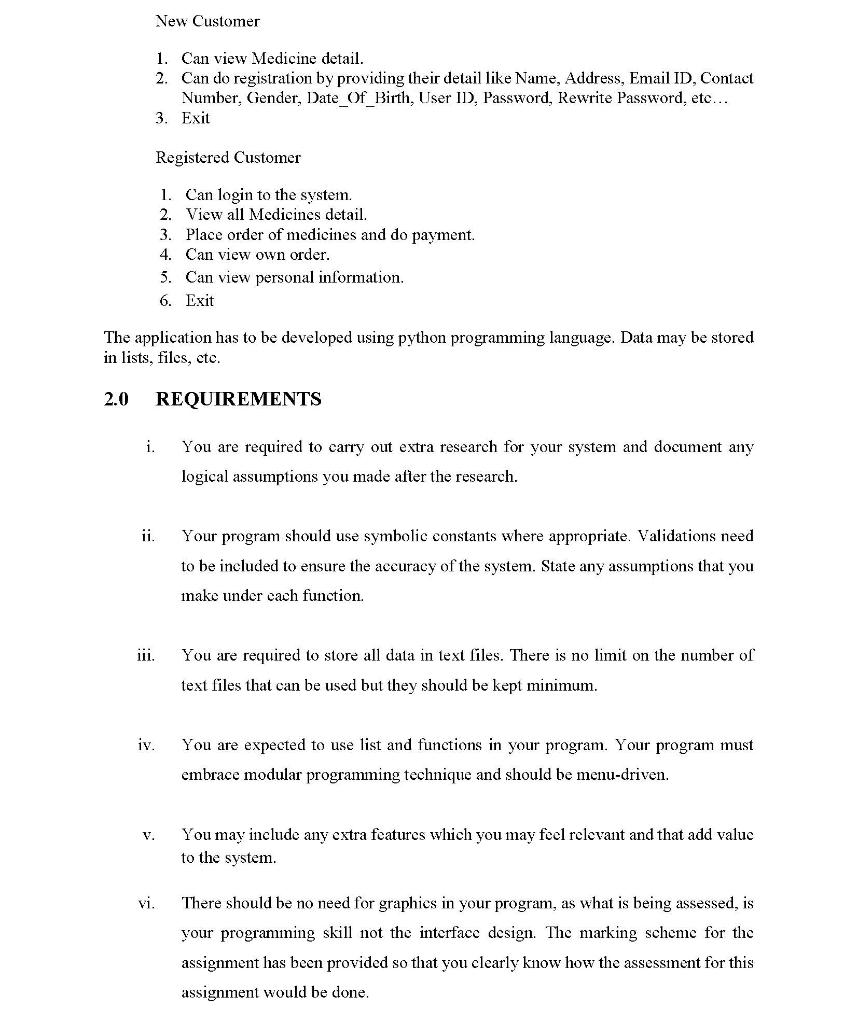 New Customer
1. Can view Medicine detail.
2. Can do registration by providing their detail like Name, Address, Email ID, Contact
Number, Gender, Date_Of_Birth, User ID, Password, Rewrite Password, etc…
3. Exit
Registered Customer
1. Can login to the system.
2. View all Medicines detail.
3. Place order of medicines and do payment.
4. Can view own order.
5. Can view personal information.
6. Exit
The application has to be developed using python programming language. Data may be stored
in lists, files, etc.
2.0 REQUIREMENTS
i. You are required to carry out extra research for your system and document any
logical assumptions you made after the research.
ii. Your program should use symbolic constants where appropriate. Validations need
to be included to ensure the accuracy of the system. State any assumptions that you
make under each function.
iii. You are required to store all data in text files. There is no limit on the number of
text files that can be used but they should be kept minimum.
iv. You are expected to use list and functions in your program. Your program must
embrace modular programming technique and should be menu-driven.
v. You may include any extra features which you may feel relevant and that add value
to the system.
vi. There should be no need for graphics in your program, as what is being assessed, is
your programming skill not the interface design. The marking scheme for the
assignment has been provided so that you clearly know how the assessment for this
assignment would be done.